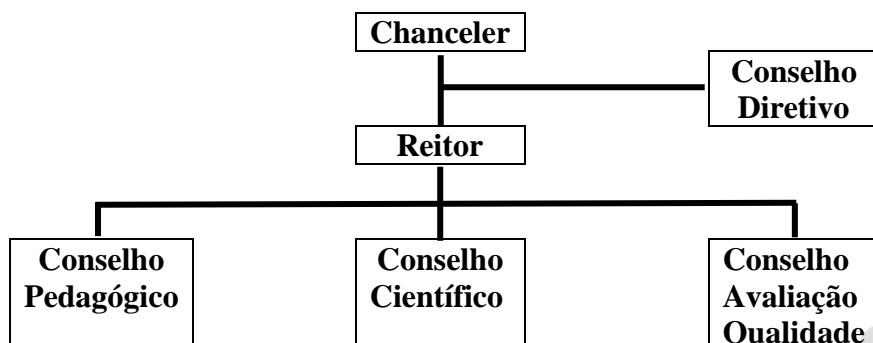 Chanceler
Conselho
Diretivo
Reitor
Conselho
Pedagógico
Conselho
Científico
Conselho
Avaliação
Qualidade